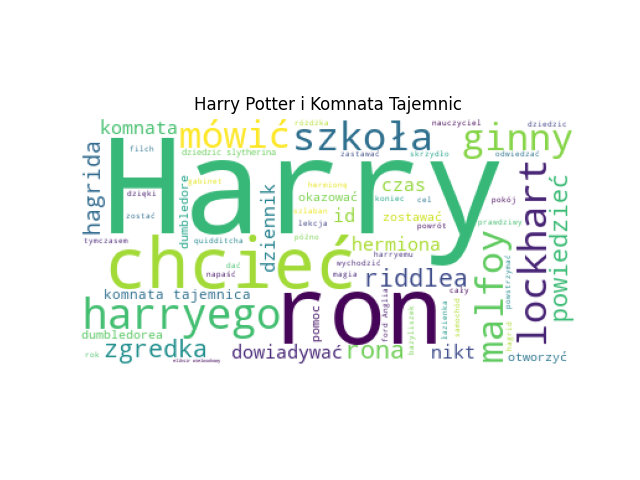 Harry Potter i Komnata Tajemnic
komnata
mówić
szkoła
ginny
różdżka
nauczyciel
dziedzic
filch
dziedzic slytherina
zastawać
skrzydło
odwiedzać
hagrida
Harry
dzięki
dumbledore
gabinet
hermionę
czas
okazować
koniec
cel
pokój
lockhart
powiedzieć
zostać
dziennik
lekcja
id
zostawać
powrót
prawdziwy
tymczasem
quidditcha
późno
hermiona
harryemu
chcieć
dać
napaść
wychodzić
magia
riddlea
cały
malfoy
powstrzymać
komnata tajemnica
harryego
ron
pomoc
ford Anglia
bazyliszek
łazienka
samochód
hagrid
dumbledorea
rok
zgredka
eliksir wielosokowy
dowiadywać
rona
nikt
otworzyć